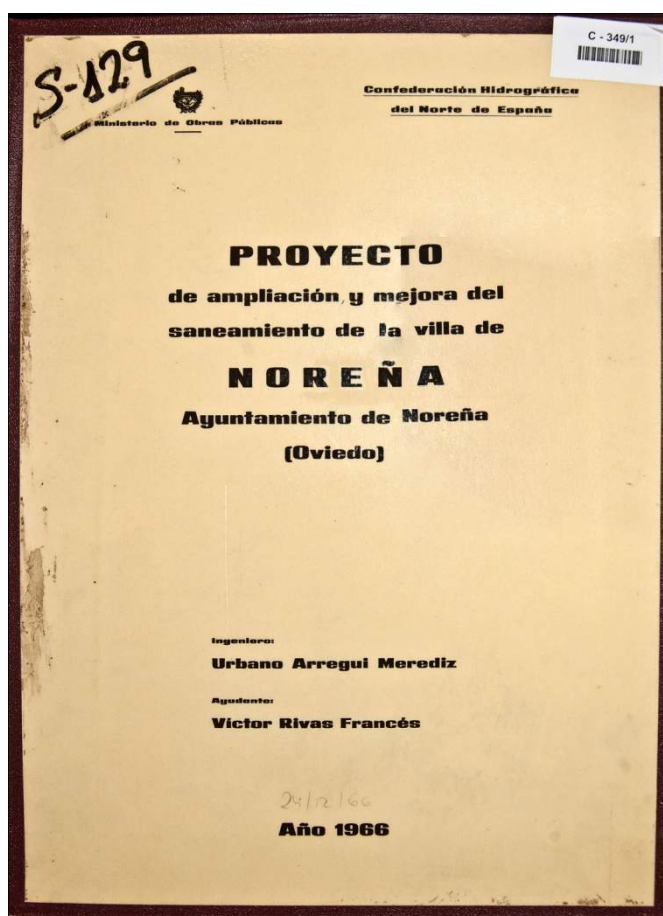 C - 349/1
S-129
Confederación Hidrográfica
del Norte de España
Ministerio de Obras Públicas
PROYECTO
de ampliación, y mejora del
saneamiento de la villa de
NOREÑA
Ayuntamiento de Noreña
(Oviedo)
Ingeniero:
Urbano Arregui Merediz
Ayudante:
Víctor Rivas Francés
24/12/66
Año 1966